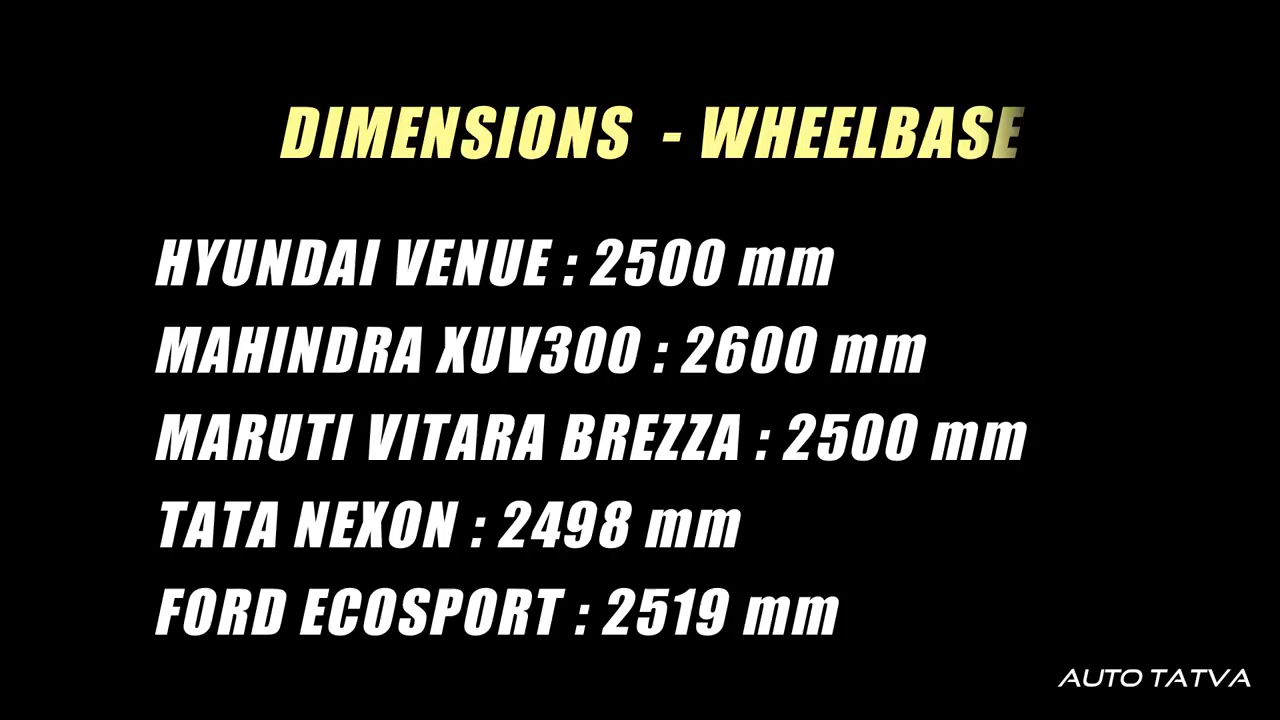 DIMENSIONS - WHEELBASE
HYUNDAI VENUE : 2500 mm
MAHINDRA XUV300 : 2600 mm
MARUTI VITARA BREZZA : 2500 mm
TATA NEXON : 2498 mm
FORD ECOSPORT : 2519 mm
AUTO TATVA